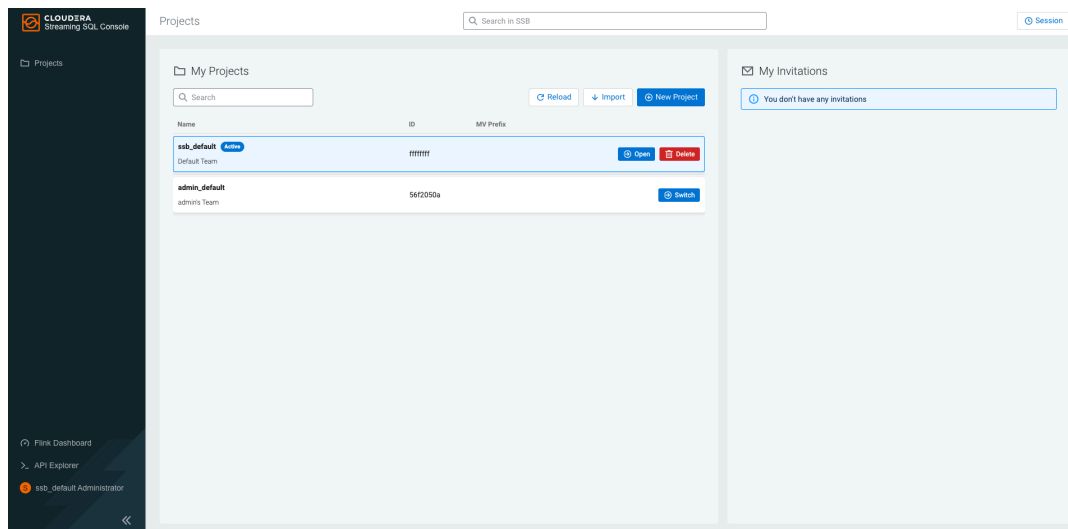 CLOUDERA
Streaming SQL Console
Projects
Search in SSB
Session
Projects
My Projects
Search
Reload
Import
New Project
Name
ID
MV Prefix
ssb_default
Active
Default Team
ffffffff
Open
Delete
admin_default
admin's Team
56f2050a
Switch
My Invitations
You don't have any invitations
Flink Dashboard
API Explorer
S
ssb_default Administrator